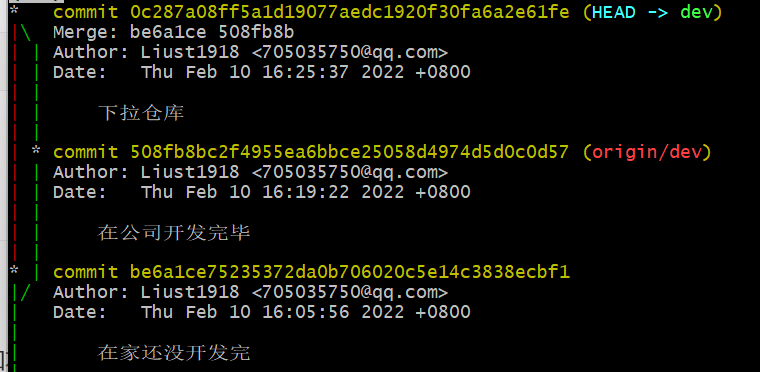 * commit 0c287a08ff5a1d19077aedc1920f30fa6a2e61fe (HEAD -> dev)
|\ Merge: be6a1ce 508fb8b
| | Author: Liust1918 <705035750@qq.com>
| | Date: Thu Feb 10 16:25:37 2022 +0800
| |
| | 下拉仓库
| |
| * commit 508fb8bc2f4955ea6bbce25058d4974d5d0c0d57 (origin/dev)
| | Author: Liust1918 <705035750@qq.com>
| | Date: Thu Feb 10 16:19:22 2022 +0800
| |
| | 在公司开发完毕
| |
* | commit be6a1ce75235372da0b706020c5e14c3838ecbf1
|/ Author: Liust1918 <705035750@qq.com>
| Date: Thu Feb 10 16:05:56 2022 +0800
|
| 在家还没开发完